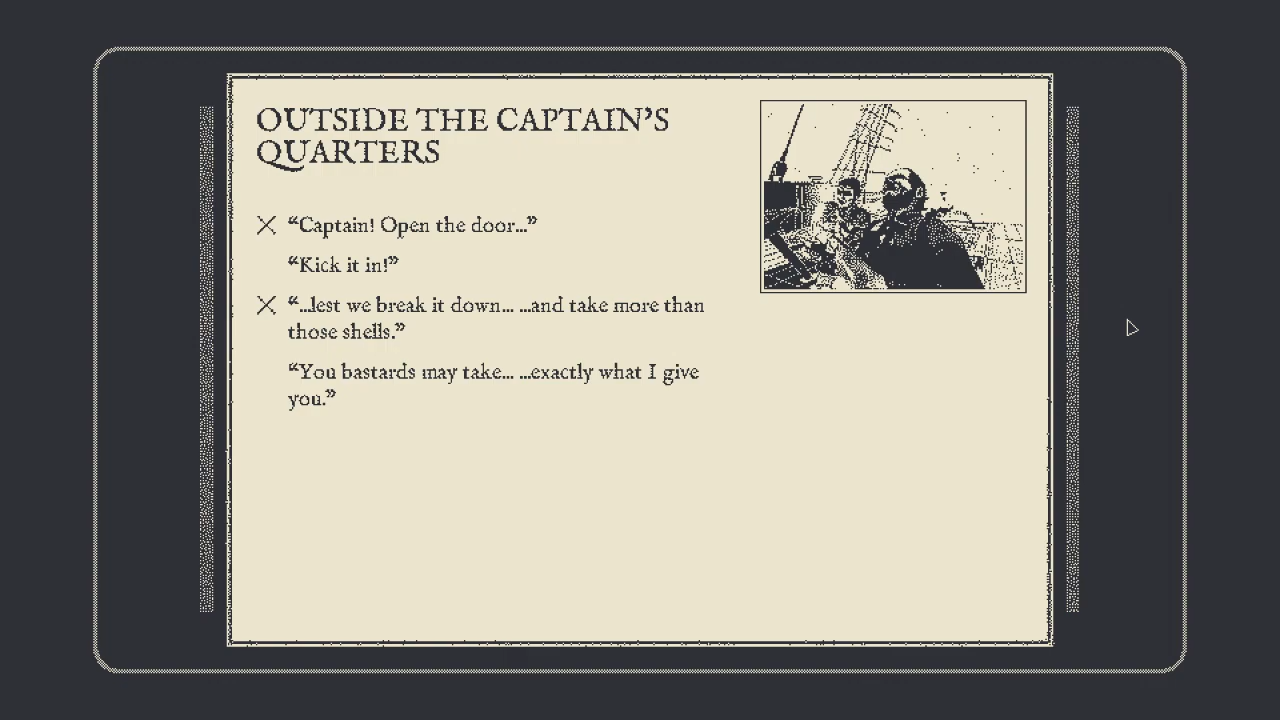 OUTSIDE THE CAPTAIN’S
QUARTERS
“Captain! Open the door...”
“Kick it in!”
“...lest we break it down... ...and take more than
those shells.”
“You bastards may take... ...exactly what I give
you.”